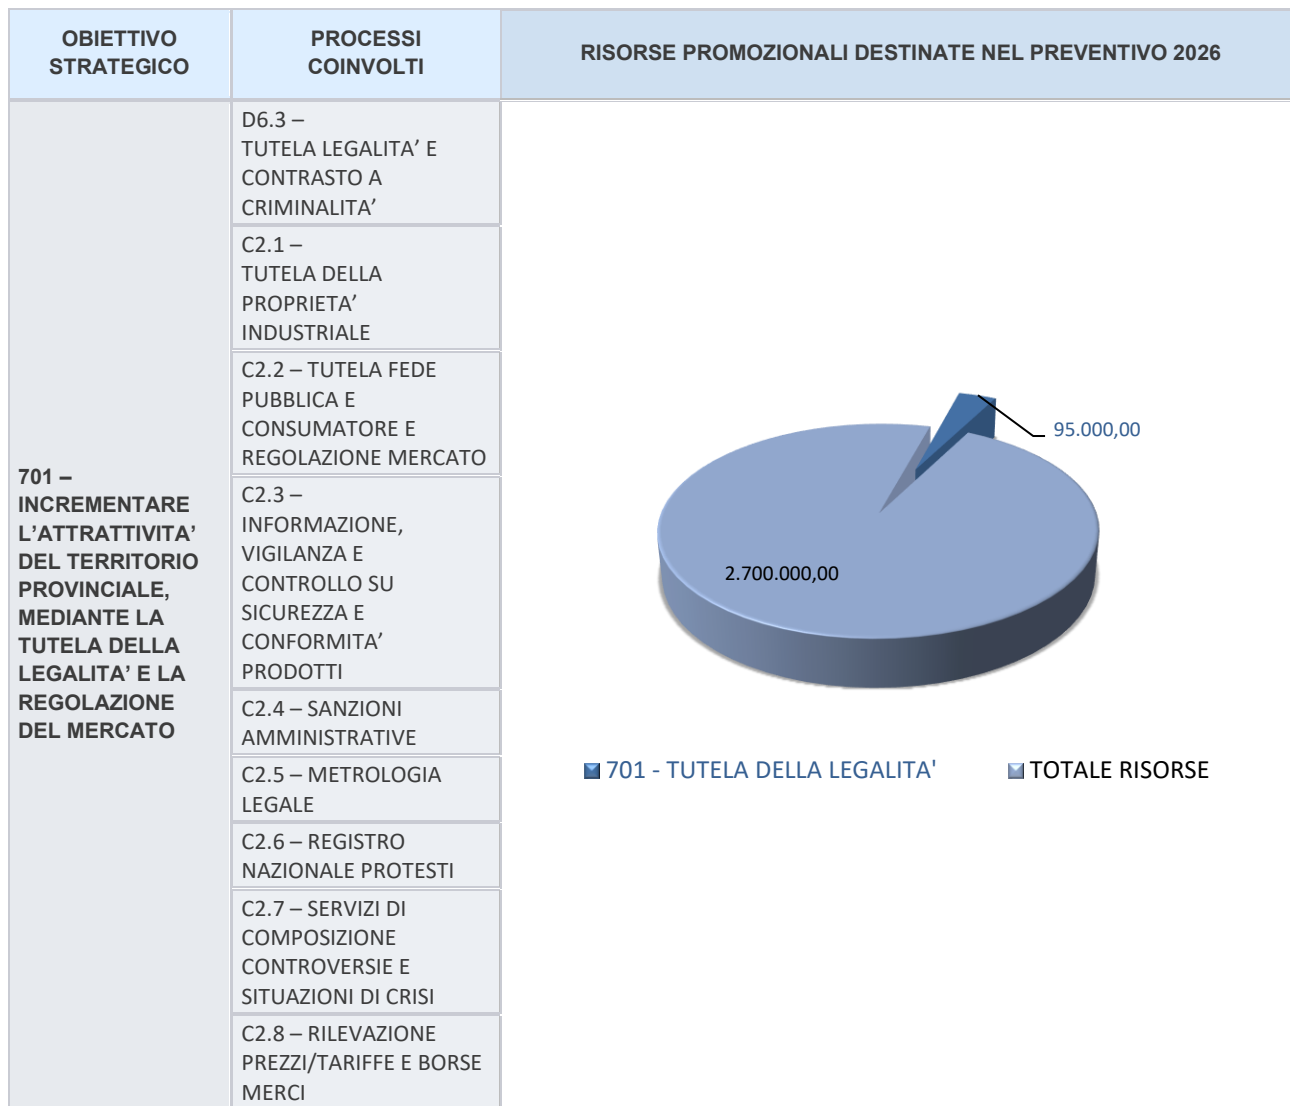 OBIETTIVO
STRATEGICO
PROCESSI
COINVOLTI
RISORSE PROMOZIONALI DESTINATE NEL PREVENTIVO 2026
701 –
INCREMENTARE
L’ATTRATTIVITA’
DEL TERRITORIO
PROVINCIALE,
MEDIANTE LA
TUTELA DELLA
LEGALITA’ E LA
REGOLAZIONE
DEL MERCATO
D6.3 –
TUTELA LEGALITA’ E
CONTRASTO A
CRIMINALITA’
C2.1 –
TUTELA DELLA
PROPRIETA’
INDUSTRIALE
C2.2 – TUTELA FEDE
PUBBLICA E
CONSUMATORE E
REGOLAZIONE MERCATO
C2.3 –
INFORMAZIONE,
VIGILANZA E
CONTROLLO SU
SICUREZZA E
CONFORMITA’
PRODOTTI
C2.4 – SANZIONI
AMMINISTRATIVE
C2.5 – METROLOGIA
LEGALE
C2.6 – REGISTRO
NAZIONALE PROTESTI
C2.7 – SERVIZI DI
COMPOSIZIONE
CONTROVERSIE E
SITUAZIONI DI CRISI
C2.8 – RILEVAZIONE
PREZZI/TARIFFE E BORSE
MERCI
95.000,00
2.700.000,00
701 - TUTELA DELLA LEGALITA'
TOTALE RISORSE